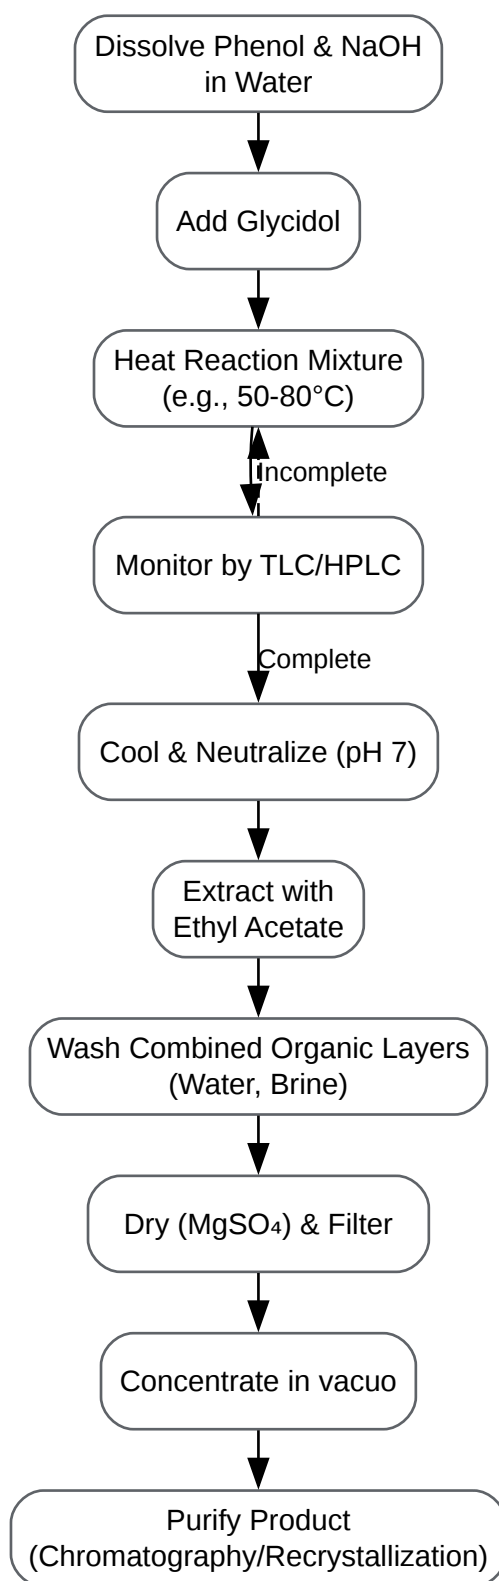 Dissolve Phenol & NaOH
in Water
Add Glycidol
Heat Reaction Mixture
(e.g., 50-80°C)
Incomplete
Monitor by TLC/HPLC
Complete
Cool & Neutralize (pH 7)
Extract with
Ethyl Acetate
Wash Combined Organic Layers
(Water, Brine)
Dry (MgSO₄) & Filter
Concentrate in vacuo
Purify Product
(Chromatography/Recrystallization)